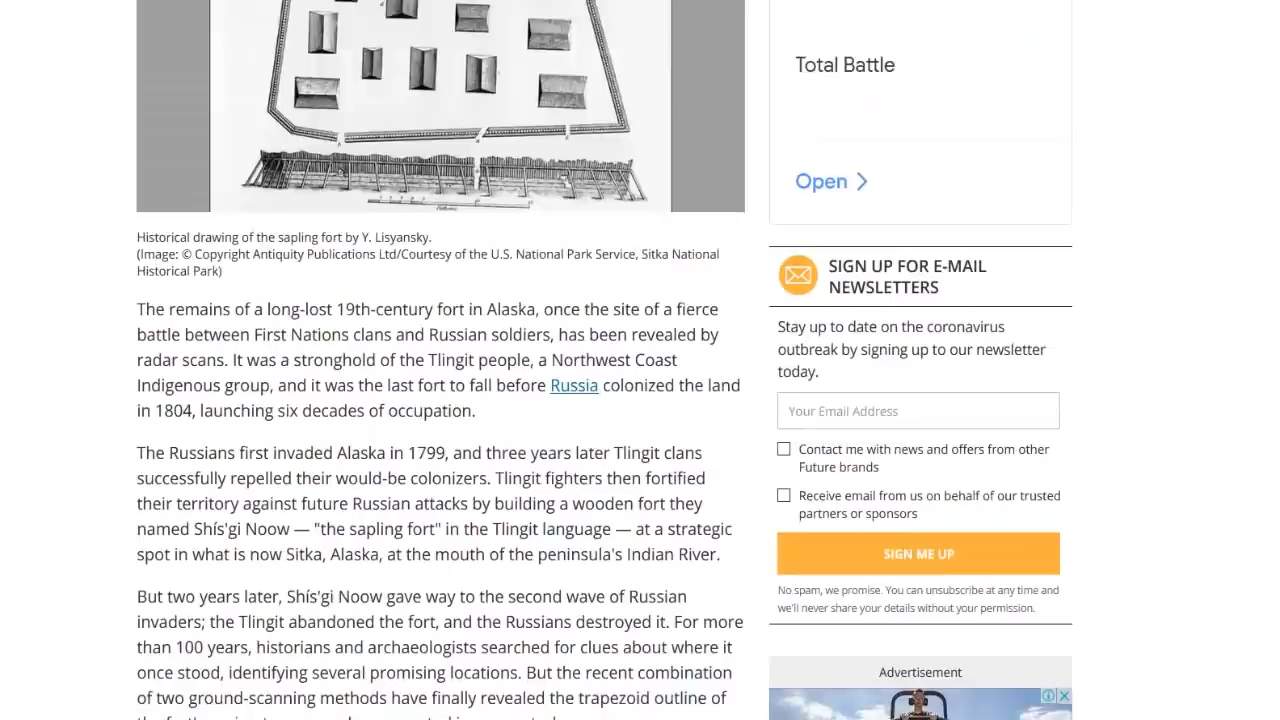 Historical drawing of the sapling fort by Y. Lisyansky.
(Image: © Copyright Antiquity Publications Ltd/Courtesy of the U.S. National Park Service, Sitka National
Historical Park)
The remains of a long-lost 19th-century fort in Alaska, once the site of a fierce
battle between First Nations clans and Russian soldiers, has been revealed by
radar scans. It was a stronghold of the Tlingit people, a Northwest Coast
Indigenous group, and it was the last fort to fall before Russia colonized the land
in 1804, launching six decades of occupation.
The Russians first invaded Alaska in 1799, and three years later Tlingit clans
successfully repelled their would-be colonizers. Tlingit fighters then fortified
their territory against future Russian attacks by building a wooden fort they
named Shís'gi Noow — "the sapling fort" in the Tlingit language — at a strategic
spot in what is now Sitka, Alaska, at the mouth of the peninsula's Indian River.
But two years later, Shís'gi Noow gave way to the second wave of Russian
invaders; the Tlingit abandoned the fort, and the Russians destroyed it. For more
than 100 years, historians and archaeologists searched for clues about where it
once stood, identifying several promising locations. But the recent combination
of two ground-scanning methods have finally revealed the trapezoid outline of
Total Battle
Open
SIGN UP FOR E-MAIL
NEWSLETTERS
Stay up to date on the coronavirus
outbreak by signing up to our newsletter
today.
Your Email Address
Contact me with news and offers from other
Future brands
Receive email from us on behalf of our trusted
partners or sponsors
SIGN ME UP
No spam, we promise. You can unsubscribe at any time and
we'll never share your details without your permission.
Advertisement